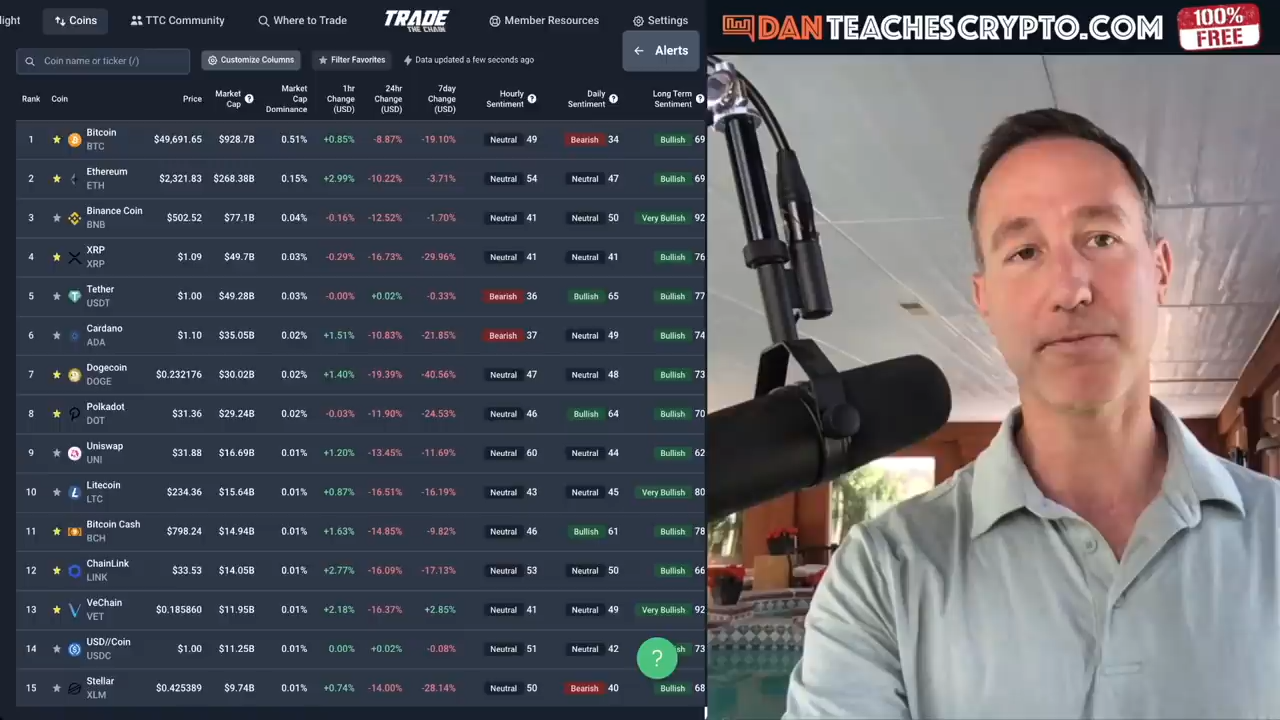 light Coins TTC Community Where to Trade TRADE THE CHAIN Member Resources Settings
DANTEACHESCRYPTO.COM 100% FREE
Alerts
Coin name or ticker (/) Customize Columns Filter Favorites Data updated a few seconds ago
Rank Coin Price Market Cap ? Market Cap Dominance 1hr Change (USD) 24hr Change (USD) 7day Change (USD) Hourly Sentiment ? Daily Sentiment ? Long Term Sentiment ?
1 Bitcoin BTC $49,691.65 $928.7B 0.51% +0.85% -8.87% -19.10% Neutral 49 Bearish 34 Bullish 69
2 Ethereum ETH $2,321.83 $268.38B 0.15% +2.99% -10.22% -3.71% Neutral 54 Neutral 47 Bullish 69
3 Binance Coin BNB $502.52 $77.1B 0.04% -0.16% -12.52% -1.70% Neutral 41 Neutral 50 Very Bullish 92
4 XRP XRP $1.09 $49.7B 0.03% -3.29% -16.73% -29.96% Neutral 41 Neutral 41 Bullish 76
5 Tether USDT $1.00 $49.28B 0.03% -0.00% +0.02% -0.33% Bearish 36 Bullish 65 Bullish 77
6 Cardano ADA $1.10 $35.05B 0.02% +1.51% -10.83% -21.85% Bearish 37 Neutral 49 Bullish 74
7 Dogecoin DOGE $0.232176 $30.02B 0.02% +1.40% -19.39% -40.56% Neutral 47 Neutral 48 Bullish 73
8 Polkadot DOT $31.36 $29.24B 0.02% -0.03% -11.90% -24.53% Neutral 46 Bullish 64 Bullish 70
9 Uniswap UNI $31.88 $16.69B 0.01% +1.20% -13.45% -11.69% Neutral 60 Neutral 44 Bullish 62
10 Litecoin LTC $234.36 $15.64B 0.01% +0.87% -16.51% -16.19% Neutral 43 Neutral 45 Very Bullish 80
11 Bitcoin Cash BCH $798.24 $14.94B 0.01% +1.63% -14.85% -9.82% Neutral 46 Bullish 61 Bullish 78
12 ChainLink LINK $33.53 $14.05B 0.01% +2.77% -16.09% -17.13% Neutral 53 Neutral 50 Bullish 66
13 VeChain VET $0.185860 $11.95B 0.01% +2.18% -16.37% +2.85% Neutral 41 Neutral 49 Very Bullish 92
14 USD//Coin USDC $1.00 $11.25B 0.01% 0.00% +0.02% -0.08% Neutral 51 Neutral 42 ? 73
15 Stellar XLM $0.425389 $9.74B 0.01% +0.74% -14.00% -28.14% Neutral 50 Bearish 40 Bullish 68